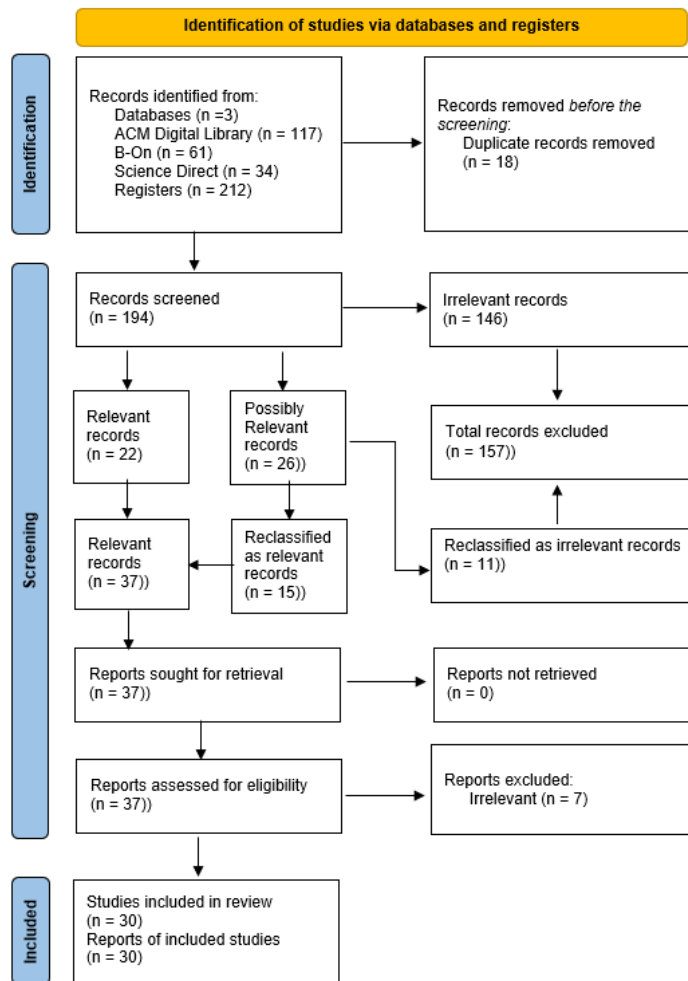 Identification of studies via databases and registers
Identification
Records identified from:
Databases (n =3)
ACM Digital Library (n = 117)
B-On (n = 61)
Science Direct (n = 34)
Registers (n = 212)
Records removed before the
screening:
Duplicate records removed
(n = 18)
Screening
Records screened
(n = 194)
Irrelevant records
(n = 146)
Relevant
records
(n = 22)
Possibly
Relevant
records
(n = 26))
Total records excluded
(n = 157))
Relevant
records
(n = 37))
Reclassified
as relevant
records
(n = 15))
Reclassified as irrelevant records
(n = 11))
Reports sought for retrieval
(n = 37))
Reports not retrieved
(n = 0)
Reports assessed for eligibility
(n = 37))
Reports excluded:
Irrelevant (n = 7)
Included
Studies included in review
(n = 30)
Reports of included studies
(n = 30)